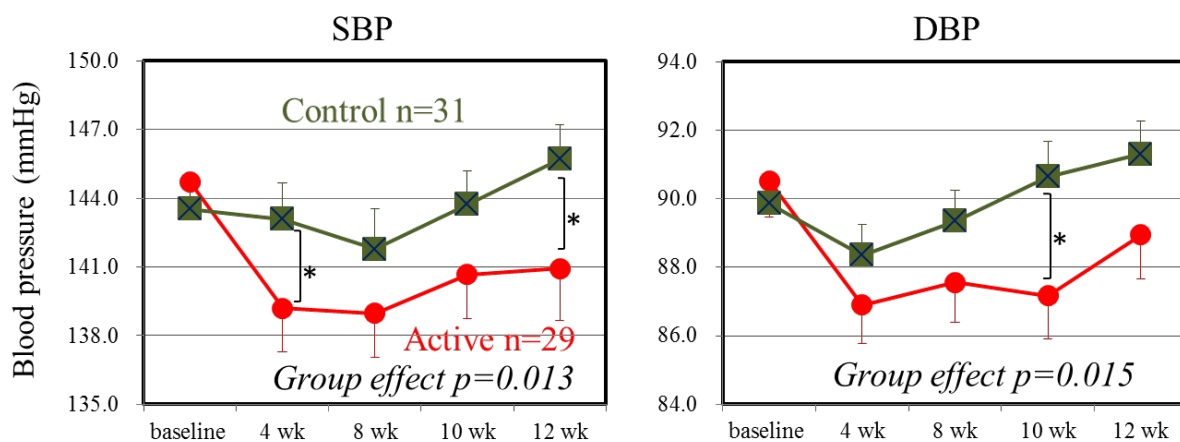 SBP
DBP
Blood pressure (mmHg)
150.0
147.0
144.0
141.0
138.0
135.0
Control n=31
*
*
Active n=29
Group effect p=0.013
baseline 4 wk 8 wk 10 wk 12 wk
94.0
92.0
90.0
88.0
86.0
84.0
*
Group effect p=0.015
baseline 4 wk 8 wk 10 wk 12 wk